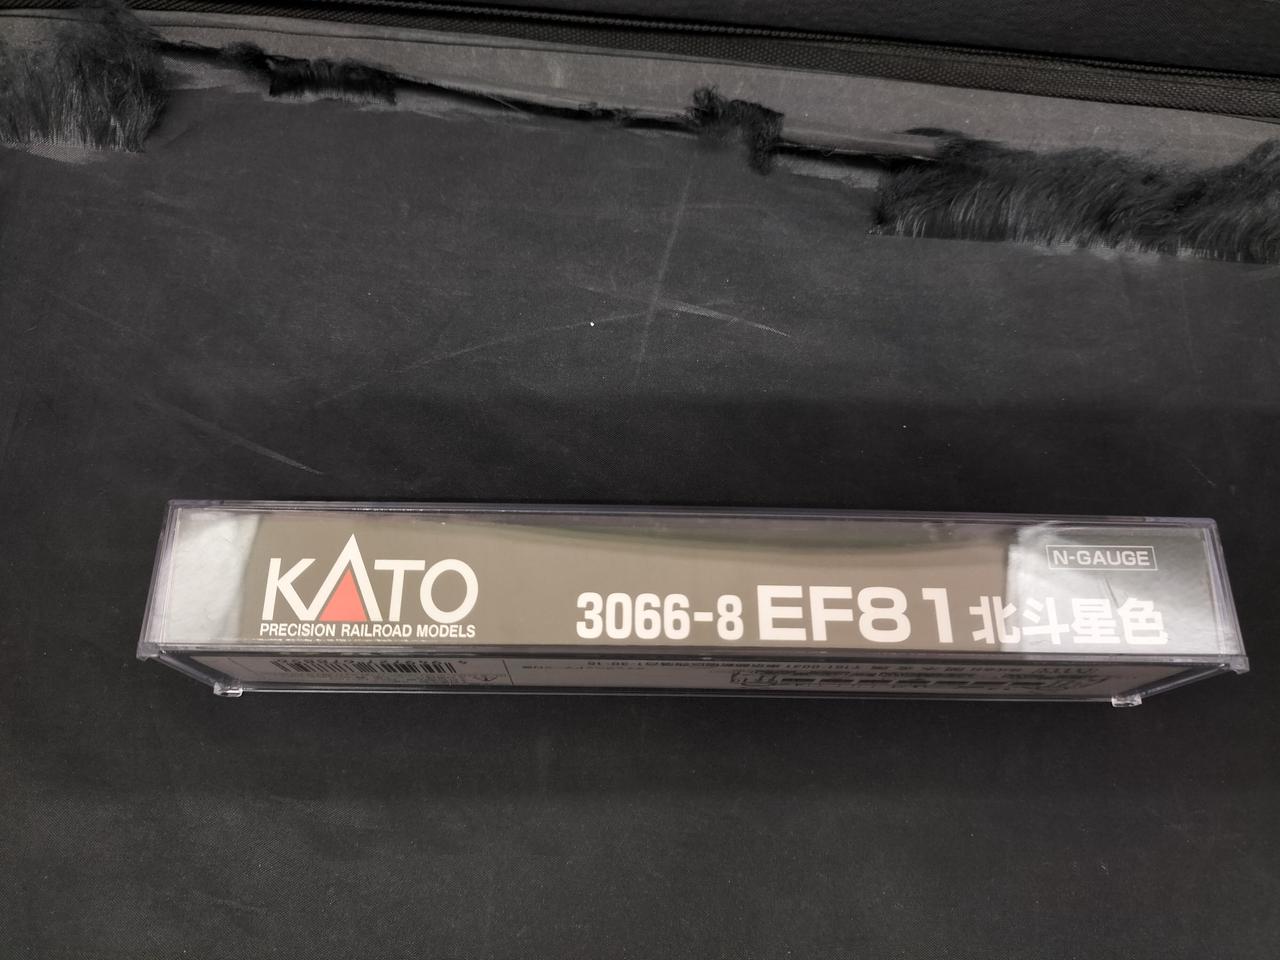 KATO
PRECISION RAILROAD MODELS
3066-8 EF81 北斗星色
N-GAUGE